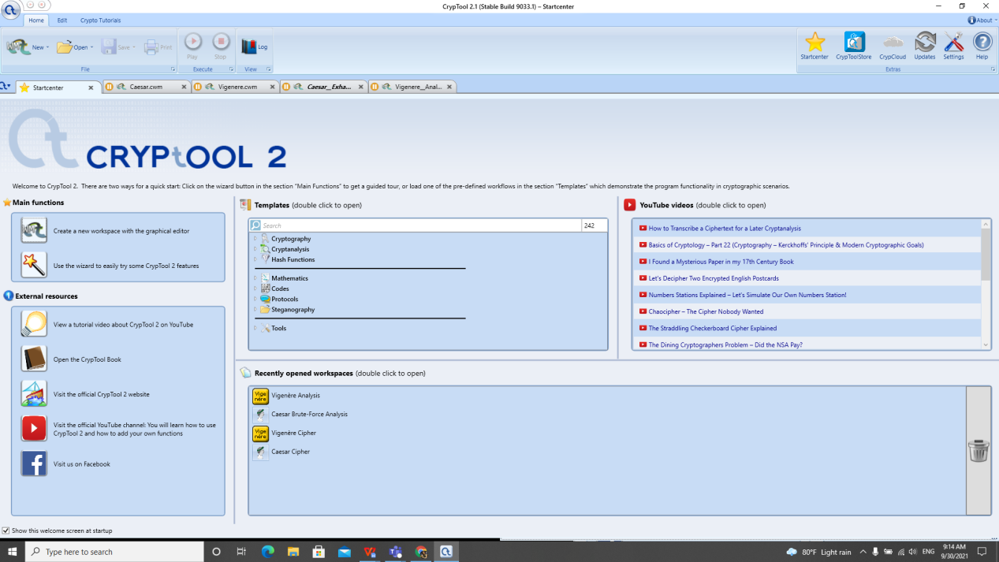 CrypTool 2.1 (Stable Build 9033.1) – Startcenter
Home Edit Crypto Tutorials About
New Open Save Print Play Stop Log Startcenter CrypToolStore CrypCloud Updates Settings Help
File Execute View Extras
Startcenter Caesar.cwm Vigenere.cwm Caesar_Exha... Vigenere_Anal...
CRYPtOOL 2
Welcome to CrypTool 2. There are two ways for a quick start: Click on the wizard button in the section "Main Functions" to get a guided tour, or load one of the pre-defined workflows in the section "Templates" which demonstrate the program functionality in cryptographic scenarios.
Main functions
Create a new workspace with the graphical editor
Use the wizard to easily try some CrypTool 2 features
External resources
View a tutorial video about CrypTool 2 on YouTube
Open the CrypTool Book
Visit the official CrypTool 2 website
Visit the official YouTube channel: You will learn how to use
CrypTool 2 and how to add your own functions
Visit us on Facebook
Templates (double click to open)
Search 242
Cryptography
Cryptanalysis
Hash Functions
Mathematics
Codes
Protocols
Steganography
Tools
YouTube videos (double click to open)
How to Transcribe a Ciphertext for a Later Cryptanalysis
Basics of Cryptology – Part 22 (Cryptography – Kerckhoffs' Principle & Modern Cryptographic Goals)
I Found a Mysterious Paper in my 17th Century Book
Let's Decipher Two Encrypted English Postcards
Numbers Stations Explained – Let's Simulate Our Own Numbers Station!
Chaocipher – The Cipher Nobody Wanted
The Straddling Checkerboard Cipher Explained
The Dining Cryptographers Problem – Did the NSA Pay?
Recently opened workspaces (double click to open)
Vigenère Analysis
Caesar Brute-Force Analysis
Vigenère Cipher
Caesar Cipher
Vige
nère
Vige
nère
Show this welcome screen at startup
Type here to search
80°F Light rain ENG
9:14 AM
9/30/2021